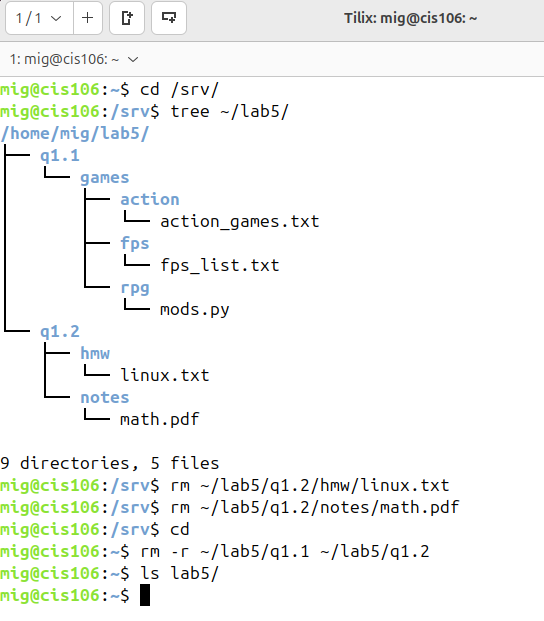 1 / 1
Tilix: mig@cis106: ~
1: mig@cis106: ~
mig@cis106:~$ cd /srv/
mig@cis106:/srv$ tree ~/lab5/
/home/mig/lab5/
├── q1.1
│   └── games
│       ├── action
│       │   └── action_games.txt
│       ├── fps
│       │   └── fps_list.txt
│       └── rpg
│           └── mods.py
└── q1.2
    ├── hmw
    │   └── linux.txt
    └── notes
        └── math.pdf
9 directories, 5 files
mig@cis106:/srv$ rm ~/lab5/q1.2/hmw/linux.txt
mig@cis106:/srv$ rm ~/lab5/q1.2/notes/math.pdf
mig@cis106:/srv$ cd
mig@cis106:~$ rm -r ~/lab5/q1.1 ~/lab5/q1.2
mig@cis106:~$ ls lab5/
mig@cis106:~$